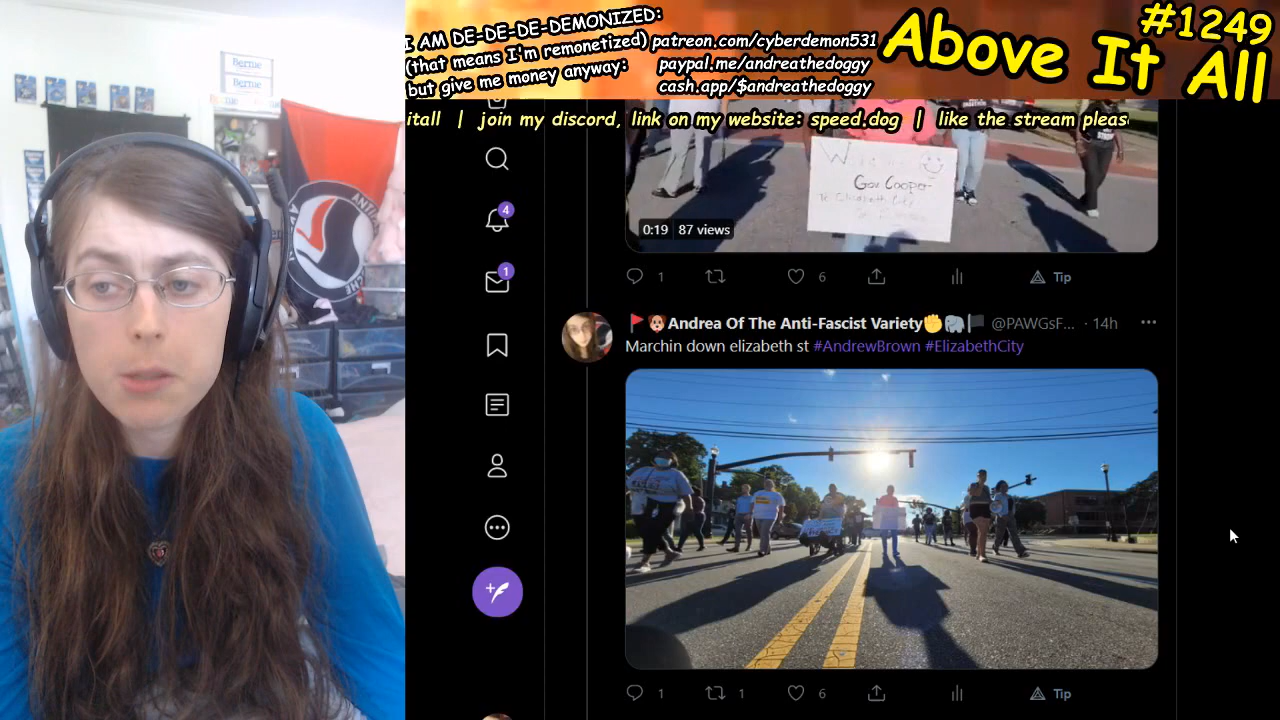 I AM DE-DE-DE-DEMONIZED:
(that means I'm remonetized)
but give me money anyway:
patreon.com/cyberdemon531
paypal.me/andreathedoggy
cash.app/$andreathedoggy
#1249
Above It All
itall | join my discord, link on my website: speed.dog | like the stream pleas
Bernie
Bernie
ANTIFA
Gov Cooper
0:19 87 views
4
1
1 6 Tip
Andrea Of The Anti-Fascist Variety @PAWGsF... · 14h
Marchin down elizabeth st #AndrewBrown #ElizabethCity
1 1 6 Tip